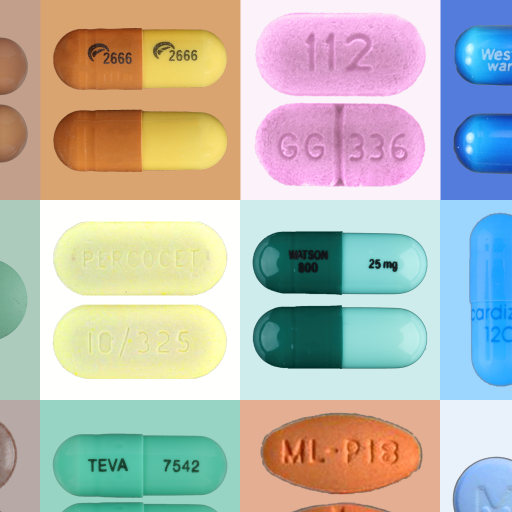 2666 2666
112
GG 336
West
war
PERCOCET
10/325
WATSON
800
25 mg
cardiz
120
TEVA 7542
ML-P18
M